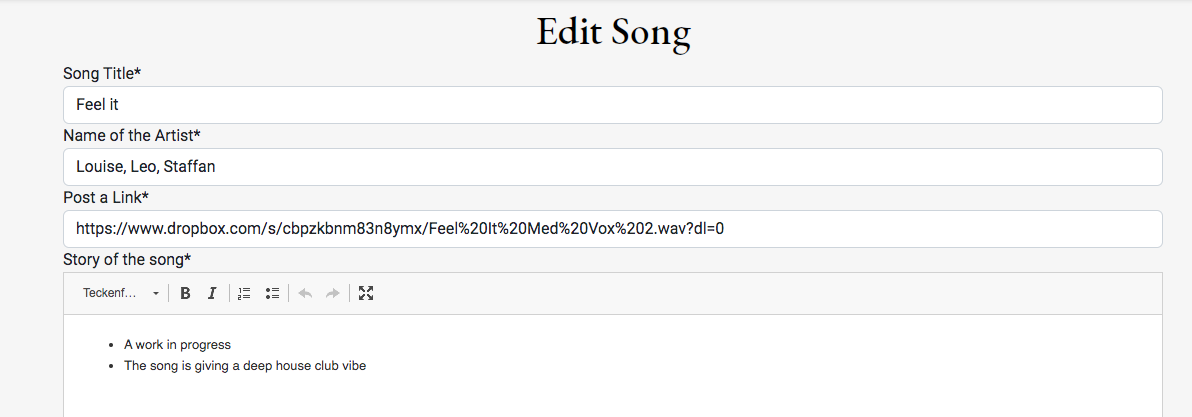 Edit Song
Song Title*
Feel it
Name of the Artist*
Louise, Leo, Staffan
Post a Link*
https://www.dropbox.com/s/cbpzkbnm83n8ymx/Feel%20It%20Med%20Vox%202.wav?dl=0
Story of the song*
Teckenf... B I
A work in progress
The song is giving a deep house club vibe